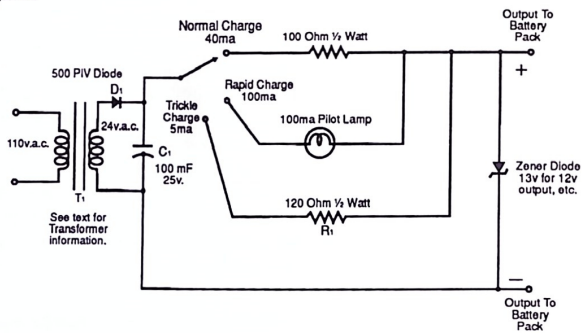 Normal Charge
40ma
100 Ohm ½ Watt
Output To
Battery
Pack
+
500 PIV Diode
D1
Rapid Charge
100ma
Trickle
Charge
5ma
100ma Pilot Lamp
110v.a.c.
24v.a.c.
C1
100 mF
25v.
Zener Diode
13v for 12v
output, etc.
T1
See text for
Transformer
information.
120 Ohm ½ Watt
R1
–
Output To
Battery
Pack